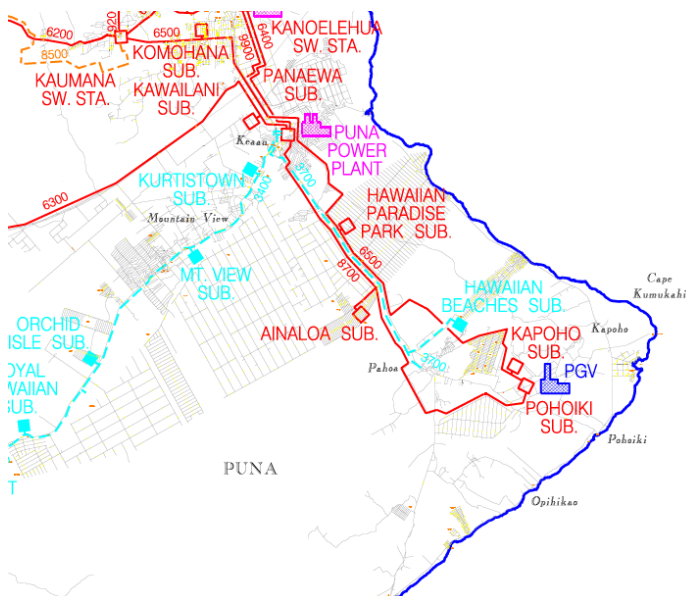 6200
920
6500
9900
6400
8500
KANOELEHUA
SW. STA.
KOMOHANA
SUB.
KAUMANA
SW. STA.
KAWAILANI
SUB.
PANAEWA
SUB.
Keaau
PUNA
POWER
PLANT
KURTISTOWN
SUB.
3400
3700
6300
Mountain View
HAWAIIAN
PARADISE
PARK SUB.
6500
8700
MT. VIEW
SUB.
HAWAIIAN
BEACHES SUB.
Cape
Kumukahi
ORCHID
ISLE SUB.
AINALOA SUB.
KAPOHO
SUB.
Kapoho
3700
Pahoa
PGV
OYAL
WAIIAN
SUB.
POHOIKI
SUB.
Pohoiki
PUNA
T
Opihikao